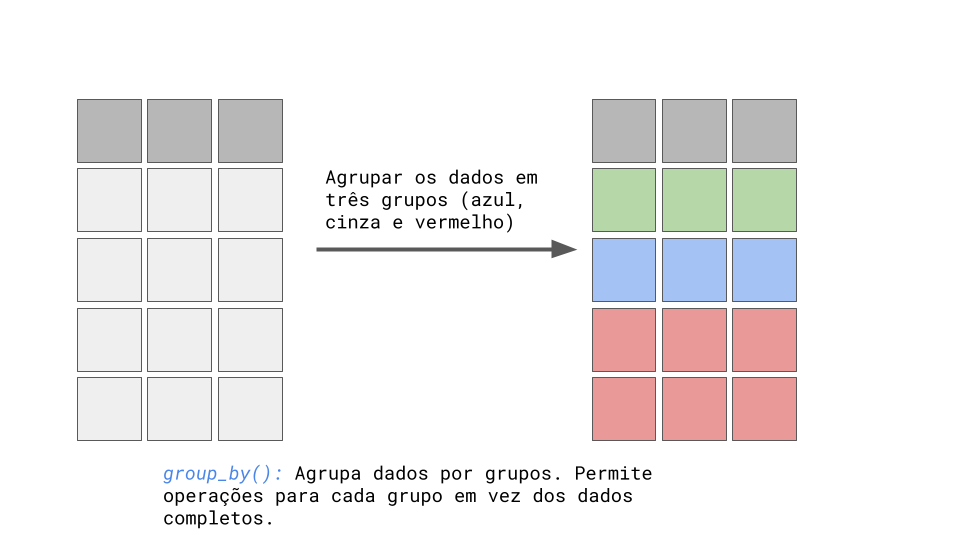 Agrupar os dados em
três grupos (azul,
cinza e vermelho)
group_by(): Agrupa dados por grupos. Permite
operações para cada grupo em vez dos dados
completos.